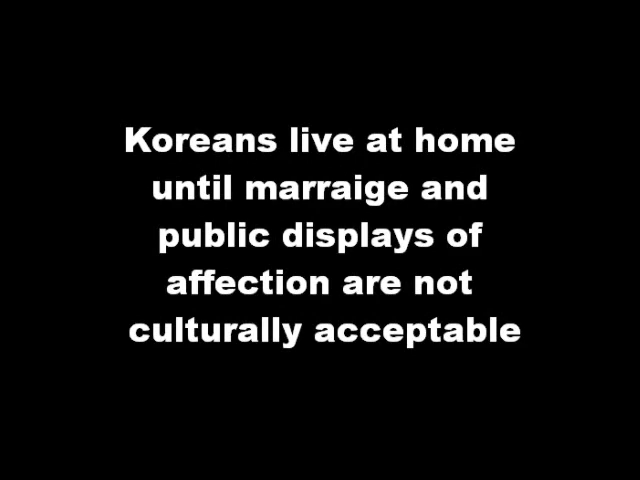 Koreans live at home
until marraige and
public displays of
affection are not
culturally acceptable